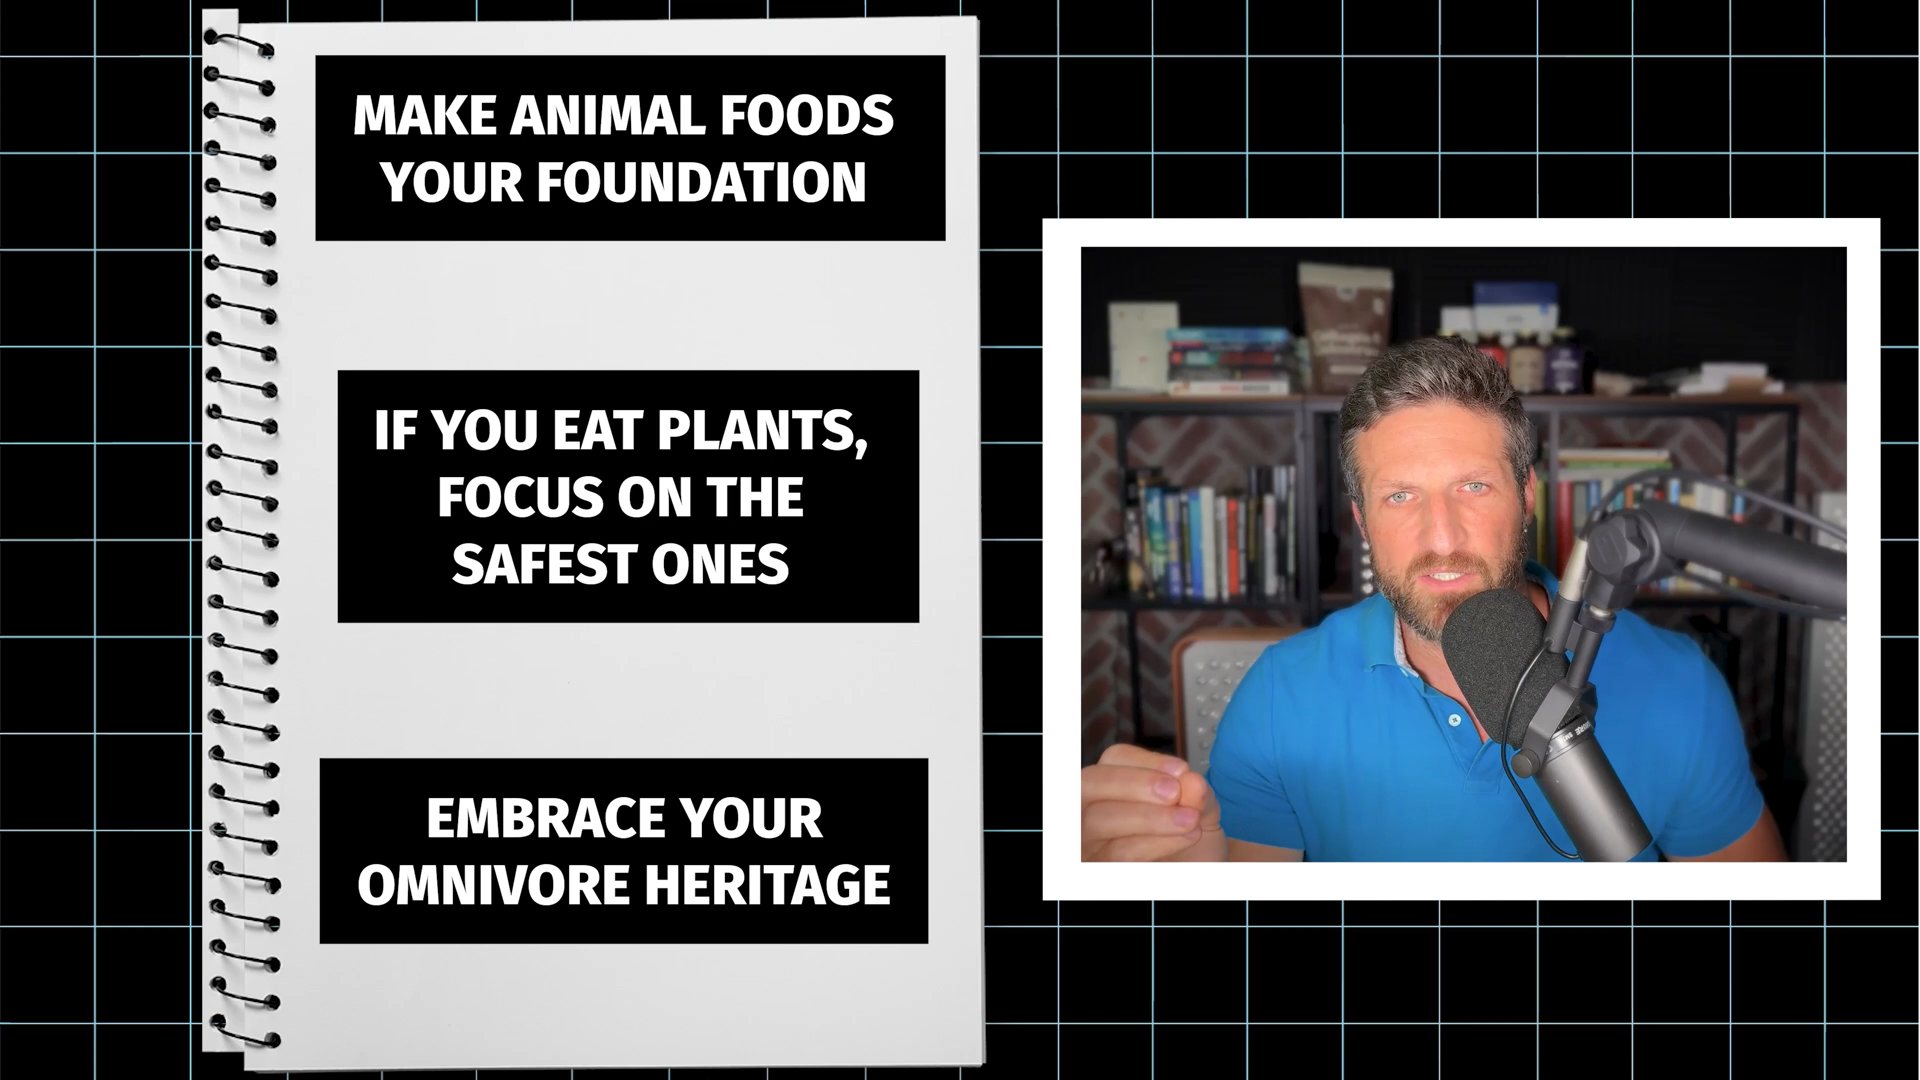 MAKE ANIMAL FOODS
YOUR FOUNDATION
IF YOU EAT PLANTS,
FOCUS ON THE
SAFEST ONES
EMBRACE YOUR
OMNIVORE HERITAGE